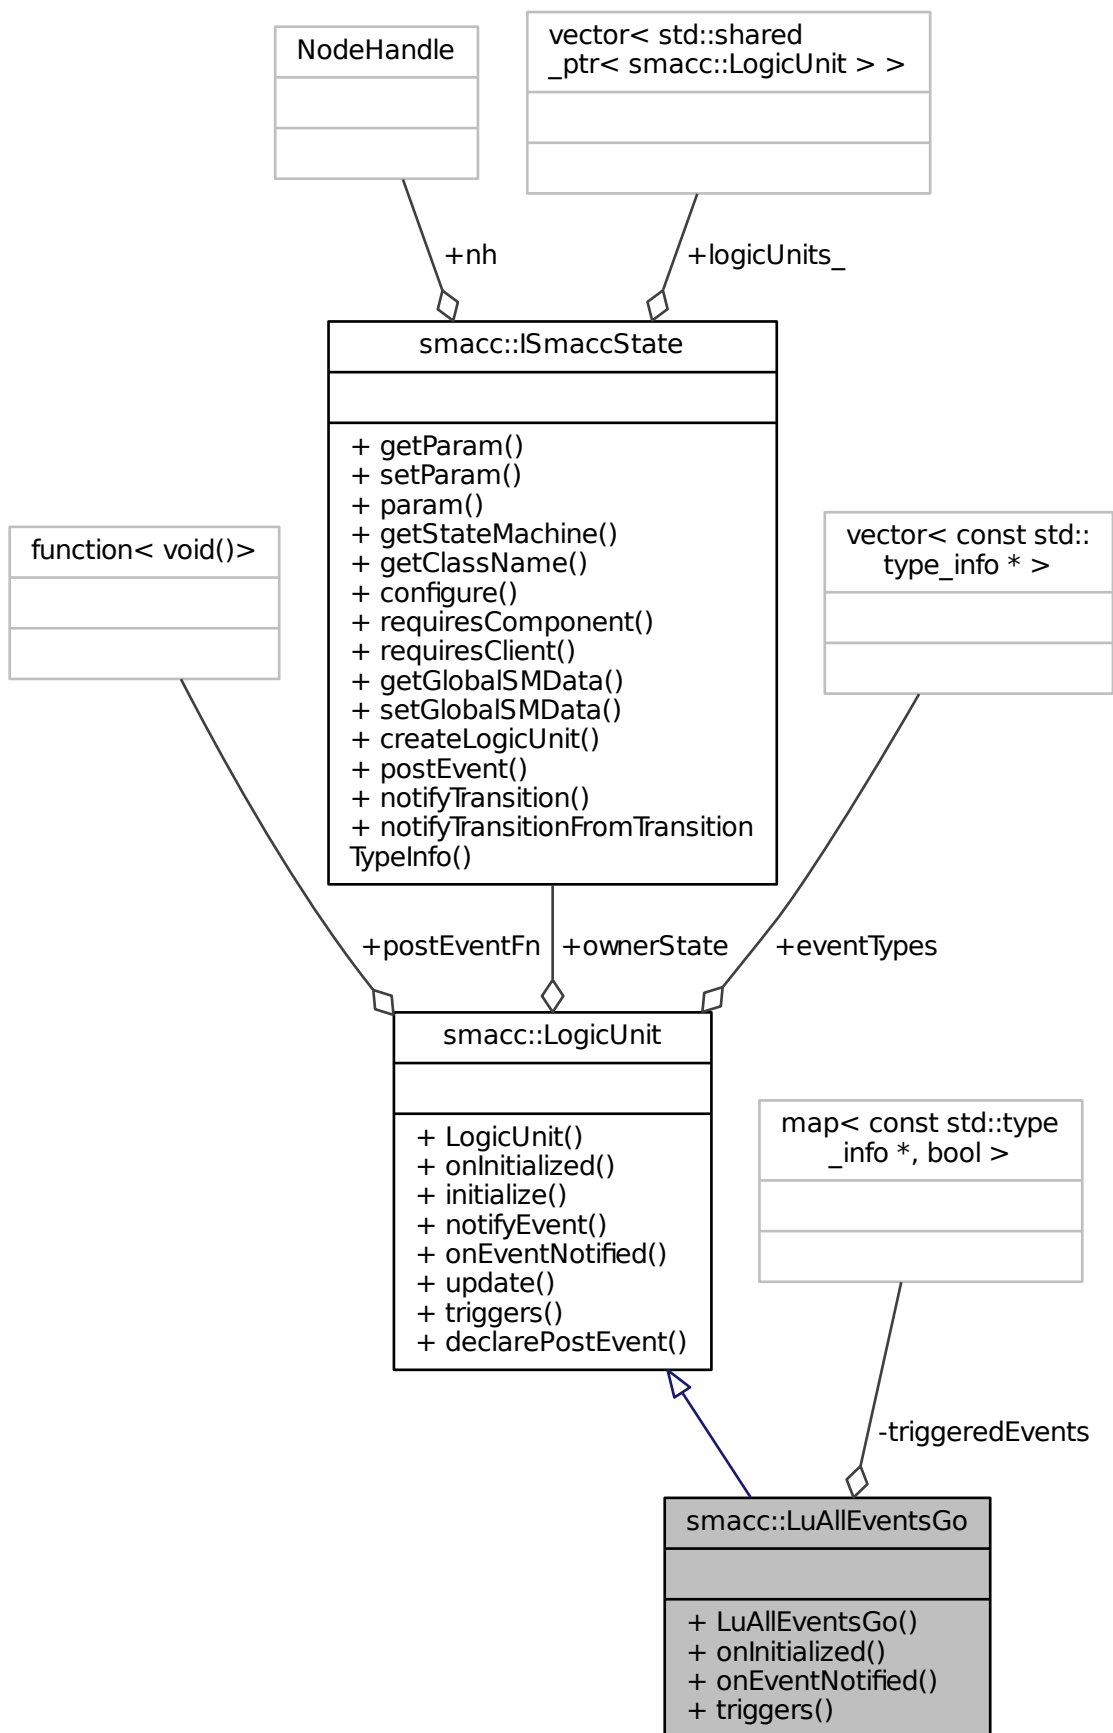 NodeHandle
vector< std::shared
_ptr< smacc::LogicUnit > >
+nh
+logicUnits_
smacc::ISmaccState
+ getParam()
+ setParam()
+ param()
+ getStateMachine()
+ getClassName()
+ configure()
+ requiresComponent()
+ requiresClient()
+ getGlobalSMData()
+ setGlobalSMData()
+ createLogicUnit()
+ postEvent()
+ notifyTransition()
+ notifyTransitionFromTransition
TypeInfo()
function< void()>
vector< const std::
type_info * >
+postEventFn
+ownerState
+eventTypes
smacc::LogicUnit
+ LogicUnit()
+ onInitialized()
+ initialize()
+ notifyEvent()
+ onEventNotified()
+ update()
+ triggers()
+ declarePostEvent()
map< const std::type
_info *, bool >
-triggeredEvents
smacc::LuAllEventsGo
+ LuAllEventsGo()
+ onInitialized()
+ onEventNotified()
+ triggers()